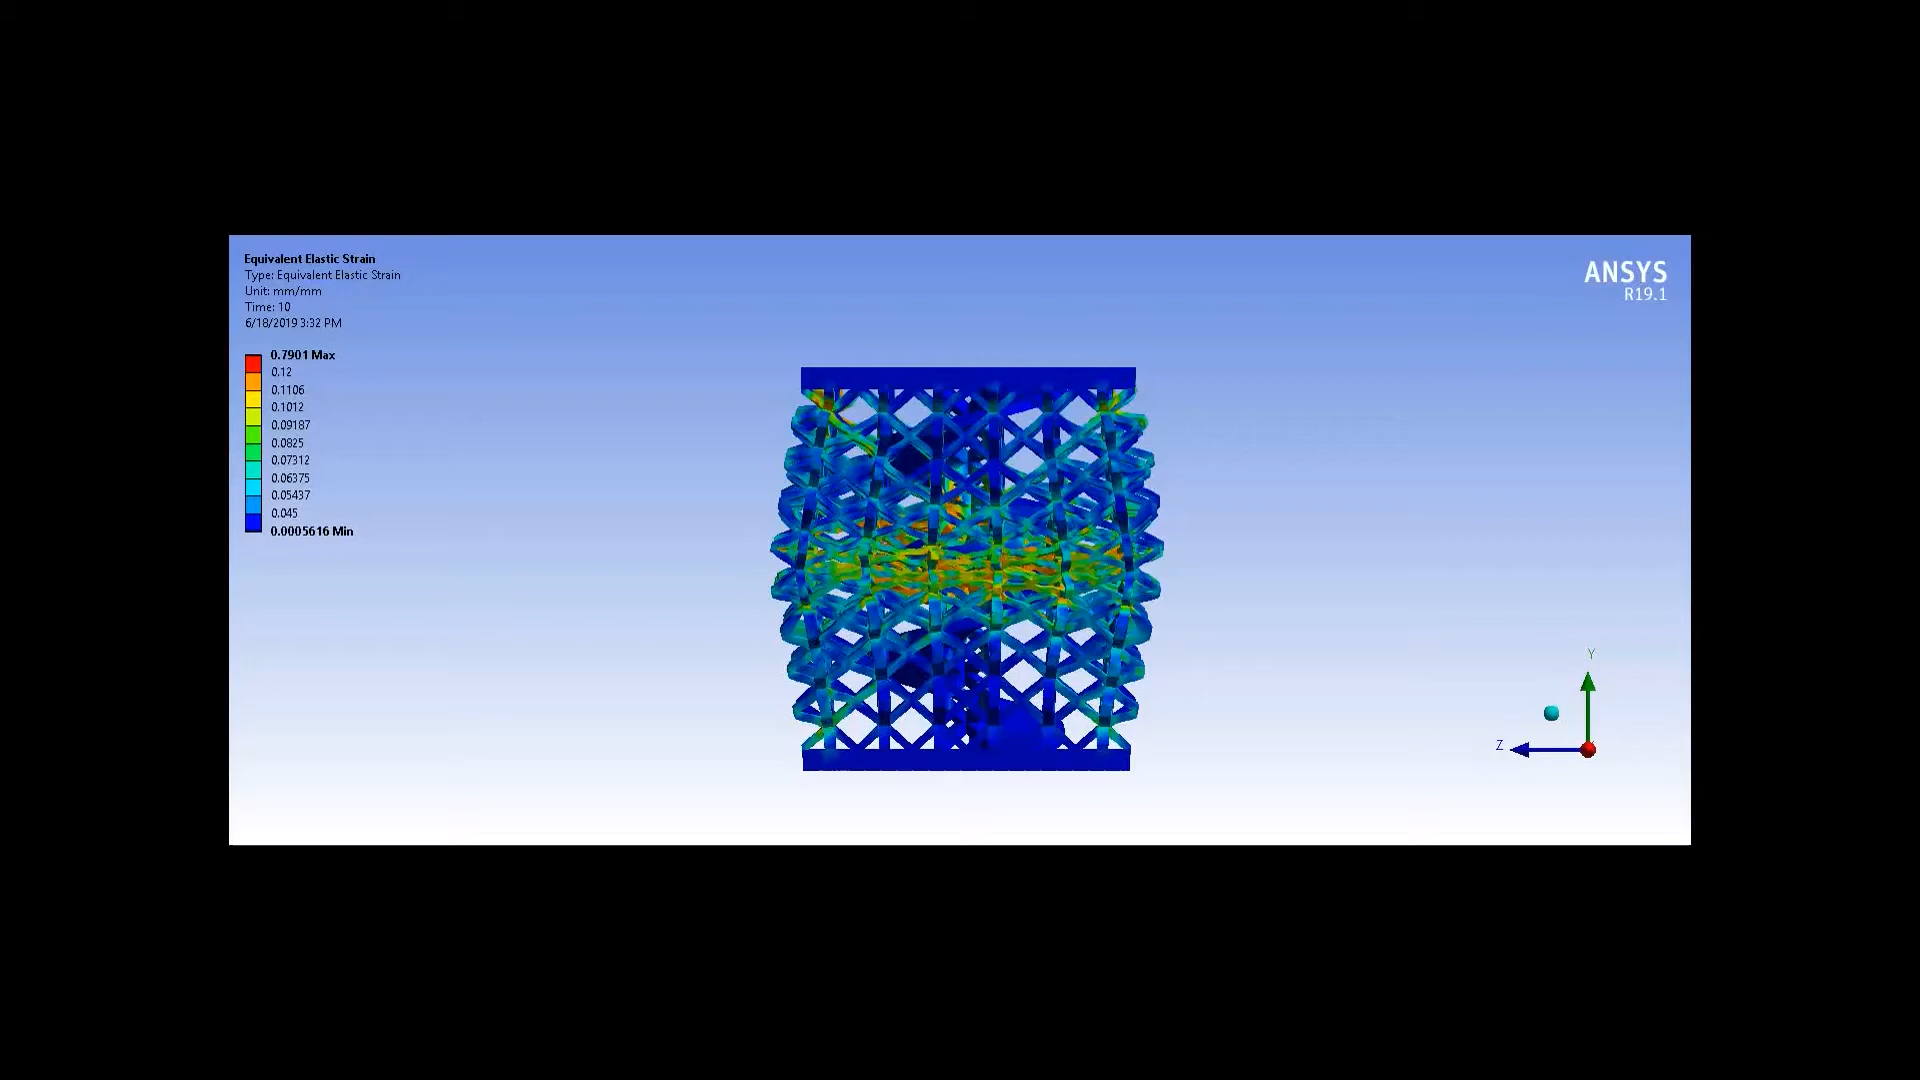 Equivalent Elastic Strain
Type: Equivalent Elastic Strain
Unit: mm/mm
Time: 10
6/18/2019 3:32 PM
0.7901 Max
0.12
0.1106
0.1012
0.09187
0.0825
0.07312
0.06375
0.05437
0.045
0.0005616 Min
ANSYS
R19.1
Y
Z